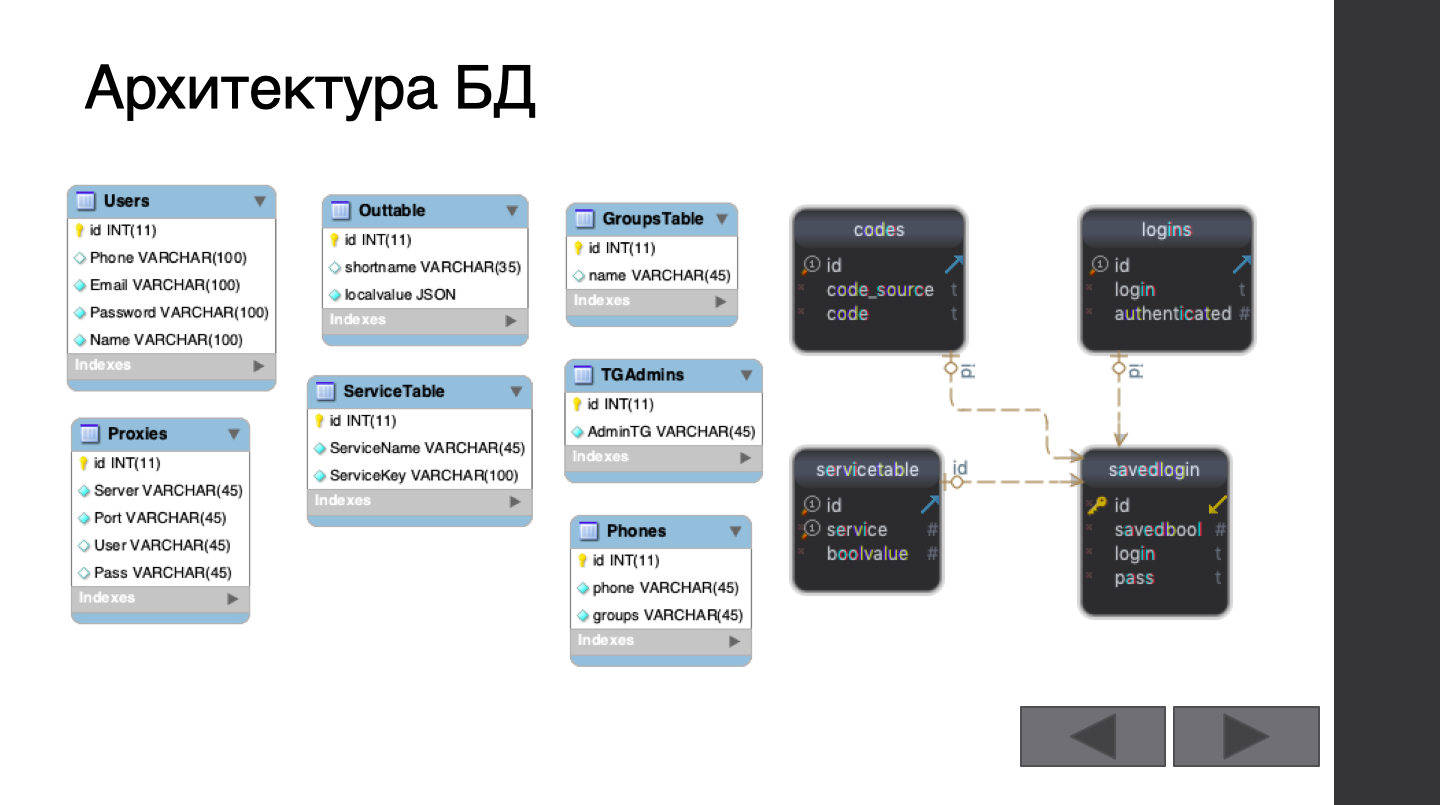 Архитектура БД
Users
id INT(11)
Phone VARCHAR(100)
Email VARCHAR(100)
Password VARCHAR(100)
Name VARCHAR(100)
Indexes
Proxies
id INT(11)
Server VARCHAR(45)
Port VARCHAR(45)
User VARCHAR(45)
Pass VARCHAR(45)
Indexes
Outtable
id INT(11)
shortname VARCHAR(35)
localvalue JSON
Indexes
ServiceTable
id INT(11)
ServiceName VARCHAR(45)
ServiceKey VARCHAR(100)
Indexes
GroupsTable
id INT(11)
name VARCHAR(45)
Indexes
TGAdmins
id INT(11)
AdminTG VARCHAR(45)
Indexes
Phones
id INT(11)
phone VARCHAR(45)
groups VARCHAR(45)
Indexes
codes
id
code_source t
code t
id
logins
id
login t
authenticated #
id
servicetable
id
service #
boolvalue #
id
savedlogin
id
savedbool #
login t
pass t